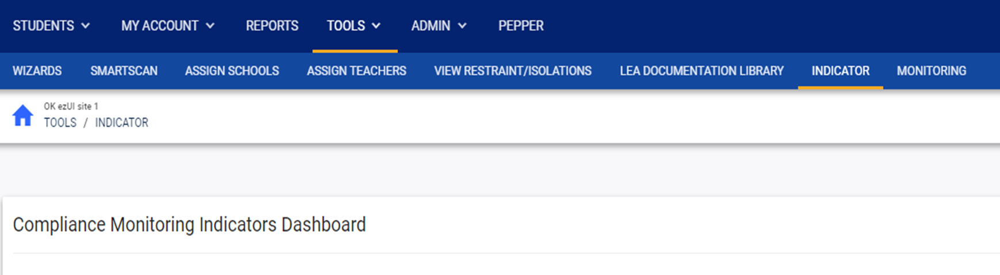 STUDENTS MY ACCOUNT REPORTS TOOLS ADMIN PEPPER
WIZARDS SMARTSCAN ASSIGN SCHOOLS ASSIGN TEACHERS VIEW RESTRAINT/ISOLATIONS LEA DOCUMENTATION LIBRARY INDICATOR MONITORING
OK ezUI site 1
TOOLS / INDICATOR
Compliance Monitoring Indicators Dashboard